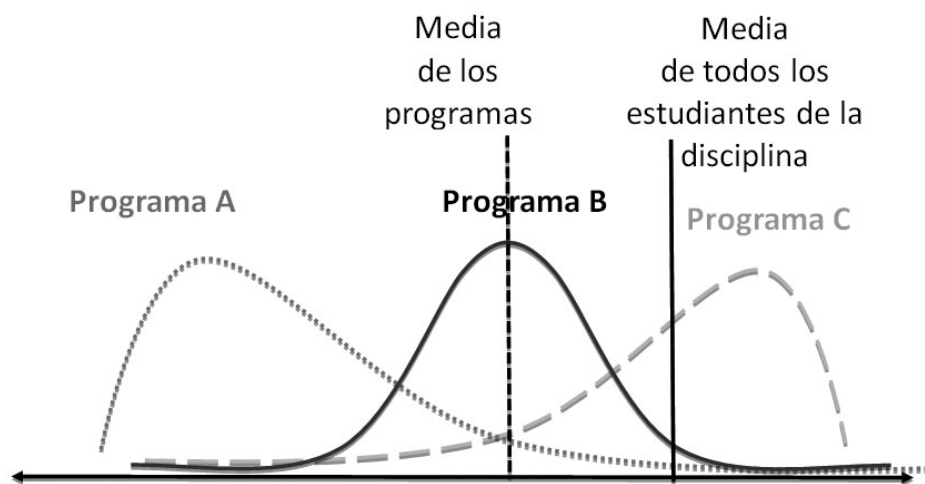 Media
de los
programas
Media
de todos los
estudiantes de la
disciplina
Programa A
Programa B
Programa C